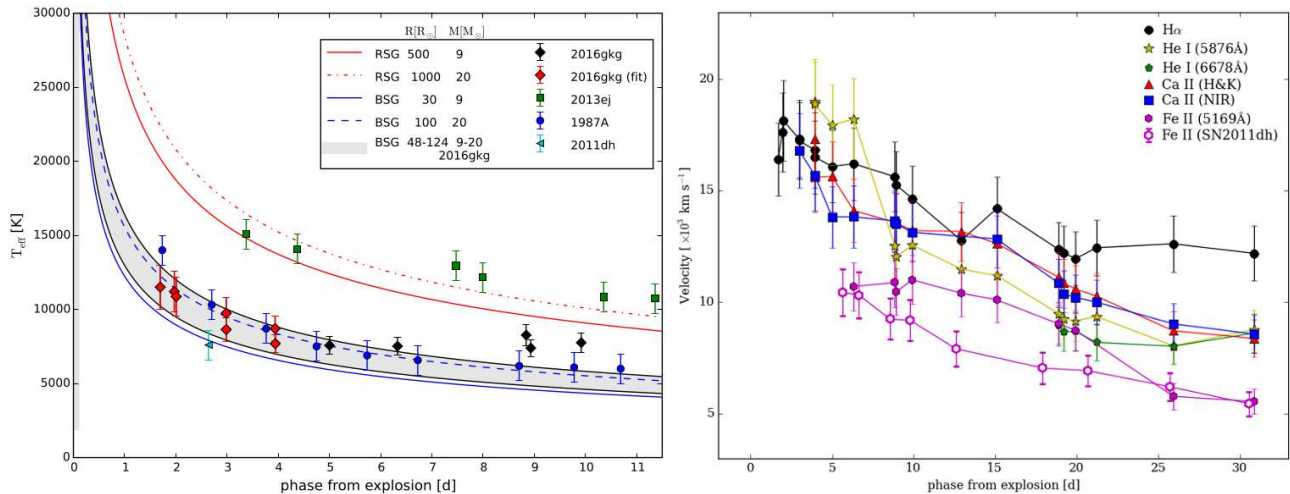 30000
25000
20000
15000
10000
5000
0
T_eff [K]
0 1 2 3 4 5 6 7 8 9 10 11
phase from explosion [d]
R[R☉] M[M☉]
RSG 500 9
RSG 1000 20
BSG 30 9
BSG 100 20
BSG 48-124 9-20
2016gkg
2016gkg
2016gkg (fit)
2013ej
1987A
2011dh
20
15
10
5
Velocity [ ×10³ km s⁻¹]
0 5 10 15 20 25 30
phase from explosion [d]
Hα
He I (5876Å)
He I (6678Å)
Ca II (H&K)
Ca II (NIR)
Fe II (5169Å)
Fe II (SN2011dh)